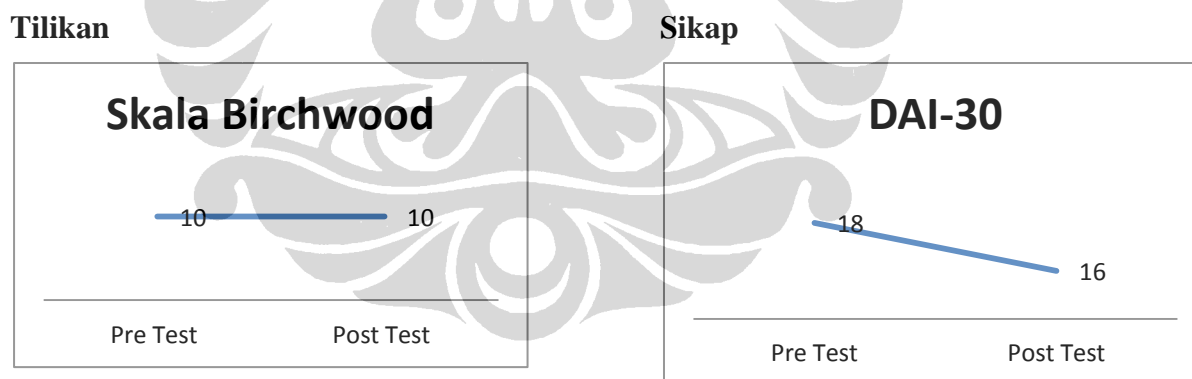 Tilikan
Skala Birchwood
10 10
Pre Test Post Test
Sikap
DAI-30
18
16
Pre Test Post Test